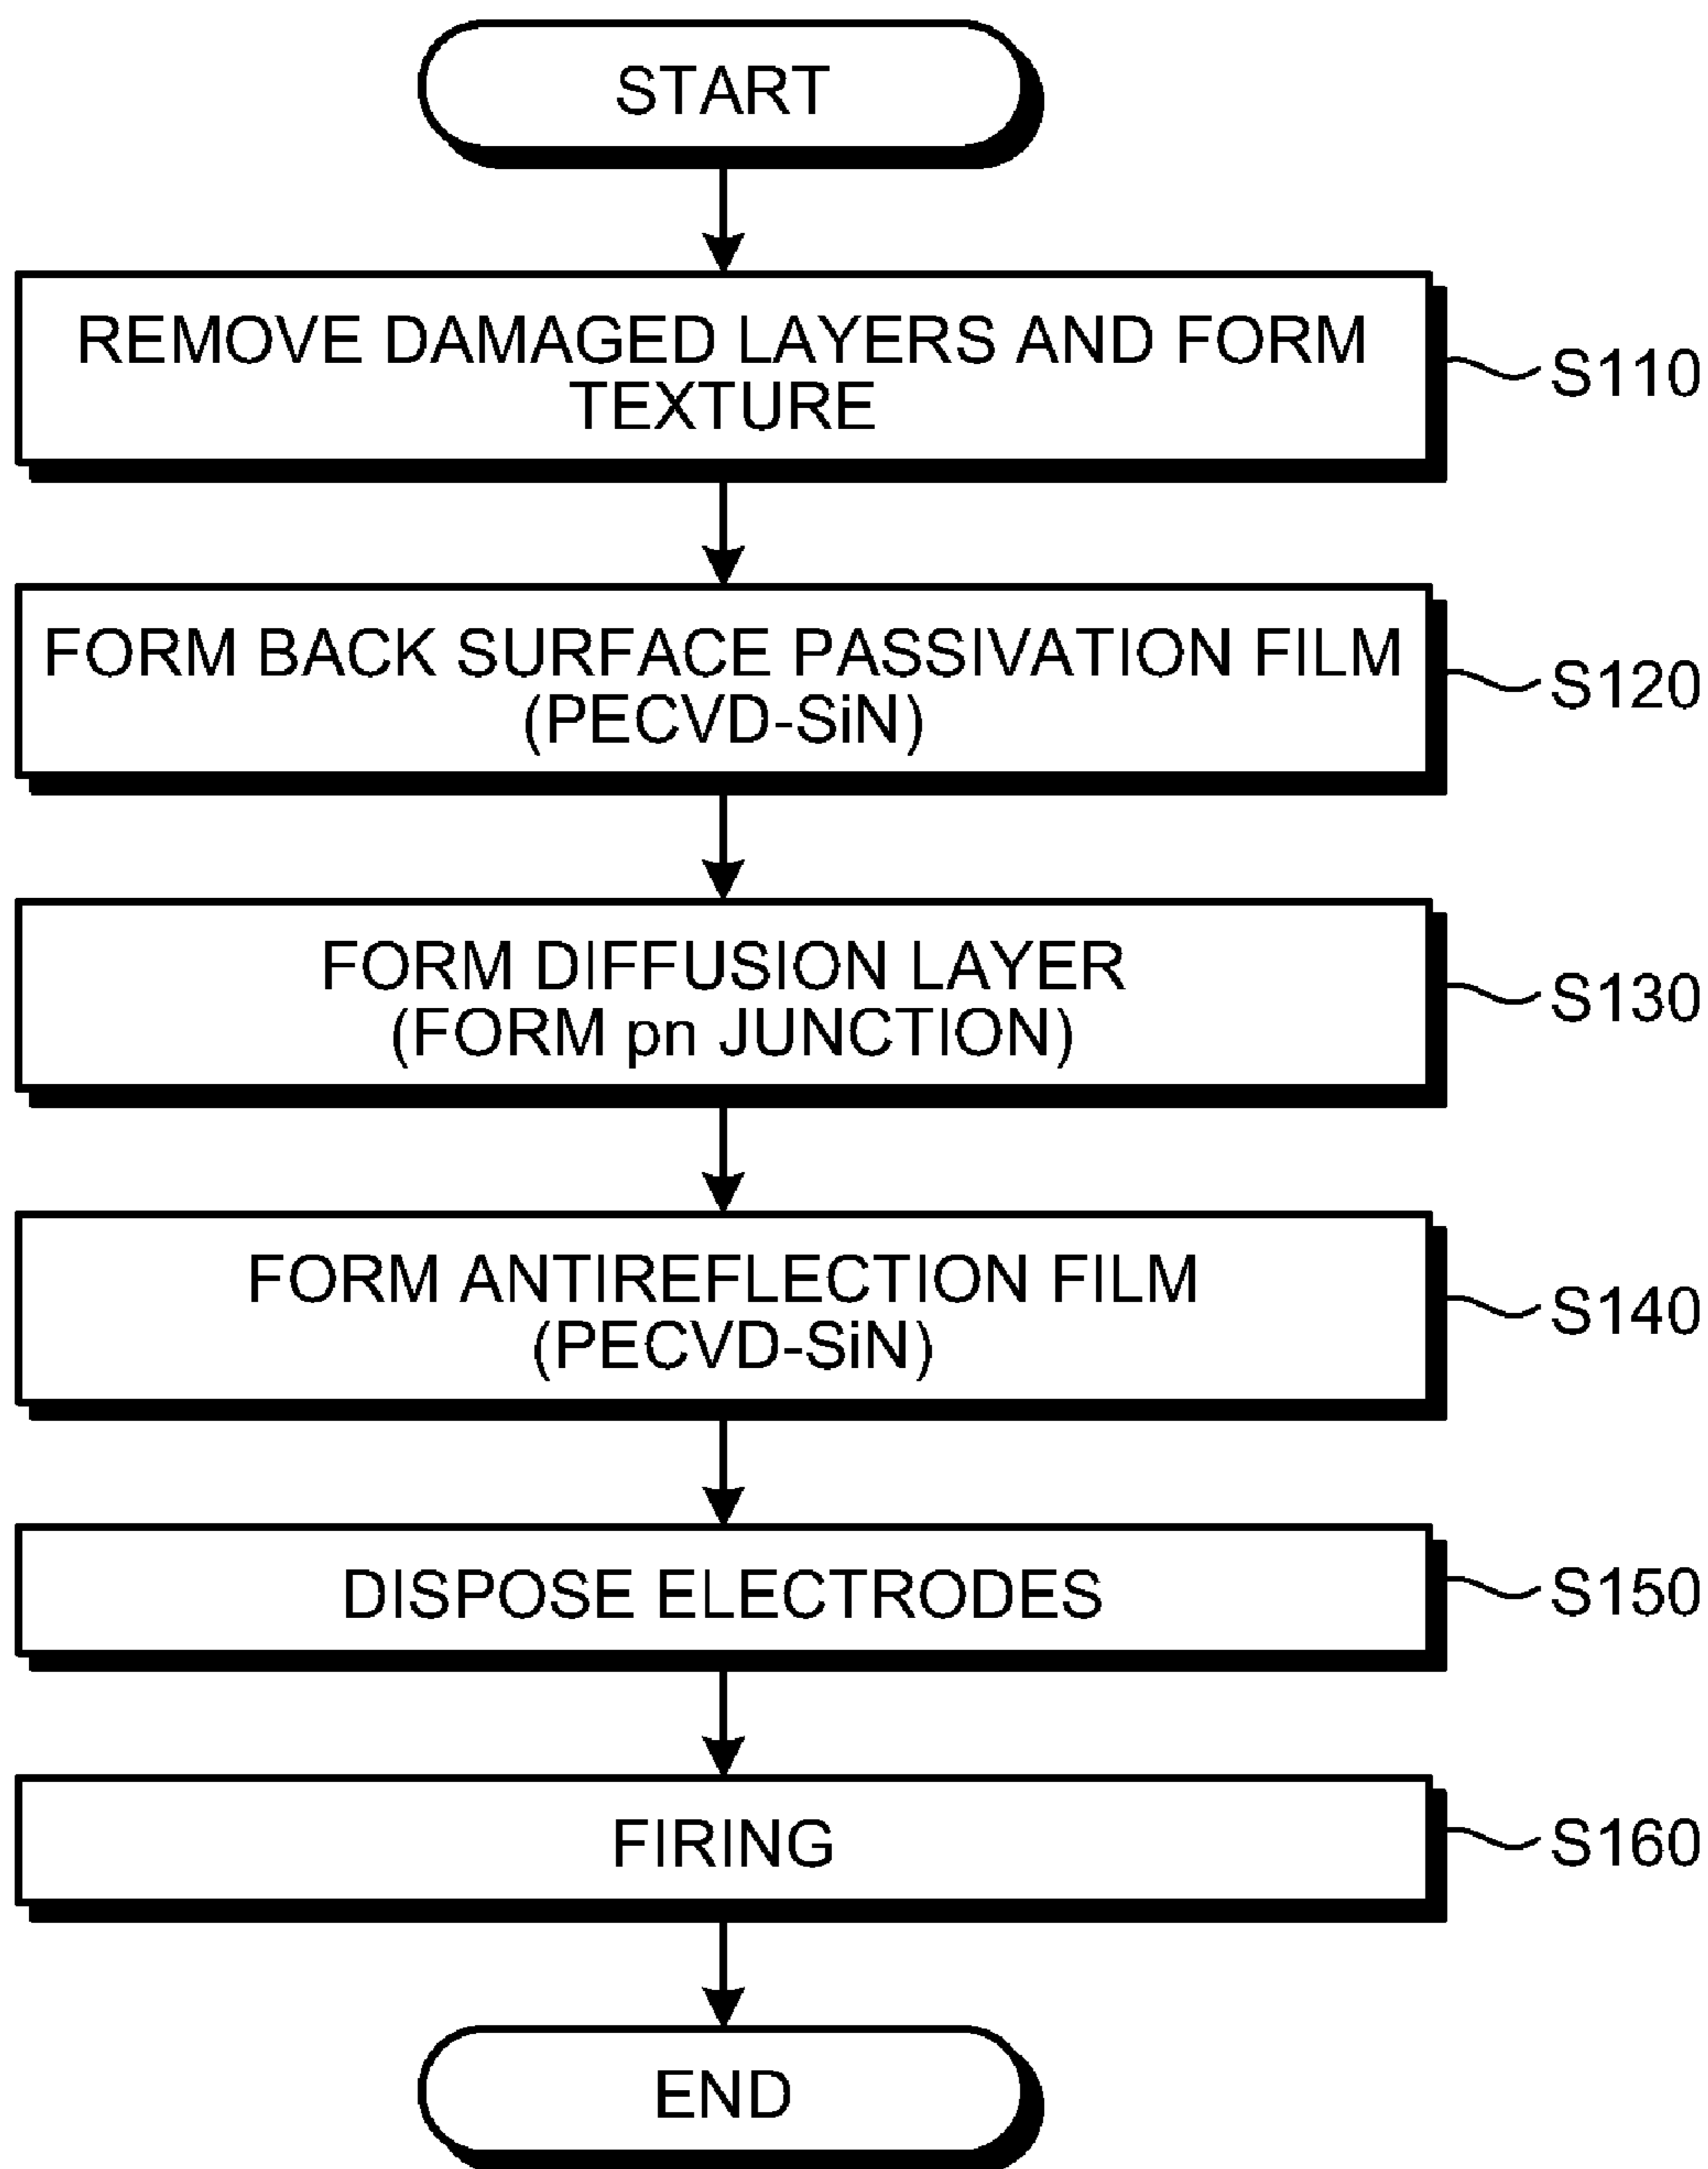 START
REMOVE DAMAGED LAYERS AND FORM
TEXTURE
S110
FORM BACK SURFACE PASSIVATION FILM
(PECVD-SiN)
S120
FORM DIFFUSION LAYER
(FORM pn JUNCTION)
S130
FORM ANTIREFLECTION FILM
(PECVD-SiN)
S140
DISPOSE ELECTRODES
S150
FIRING
S160
END